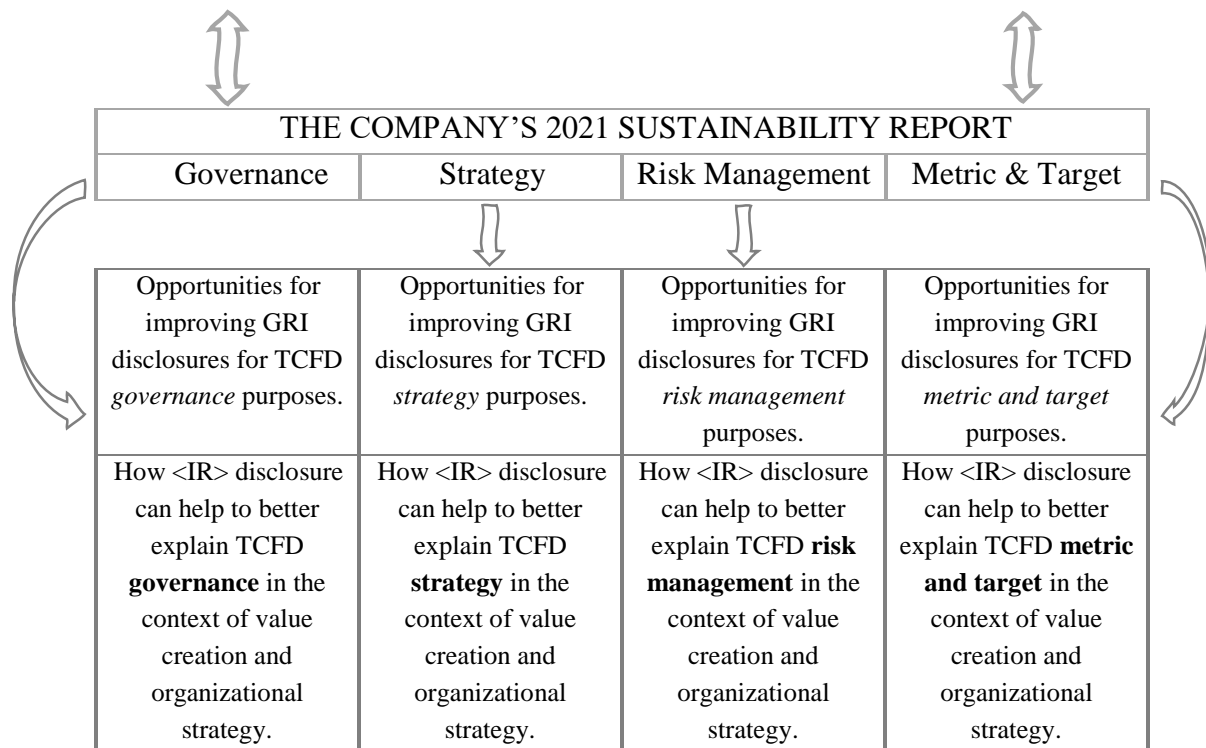 THE COMPANY’S 2021 SUSTAINABILITY REPORT
Governance
Strategy
Risk Management
Metric & Target
Opportunities for
improving GRI
disclosures for TCFD
governance purposes.
Opportunities for
improving GRI
disclosures for TCFD
strategy purposes.
Opportunities for
improving GRI
disclosures for TCFD
risk management
purposes.
Opportunities for
improving GRI
disclosures for TCFD
metric and target
purposes.
How <IR> disclosure
can help to better
explain TCFD
governance in the
context of value
creation and
organizational
strategy.
How <IR> disclosure
can help to better
explain TCFD
strategy in the
context of value
creation and
organizational
strategy.
How <IR> disclosure
can help to better
explain TCFD risk
management in the
context of value
creation and
organizational
strategy.
How <IR> disclosure
can help to better
explain TCFD metric
and target in the
context of value
creation and
organizational
strategy.